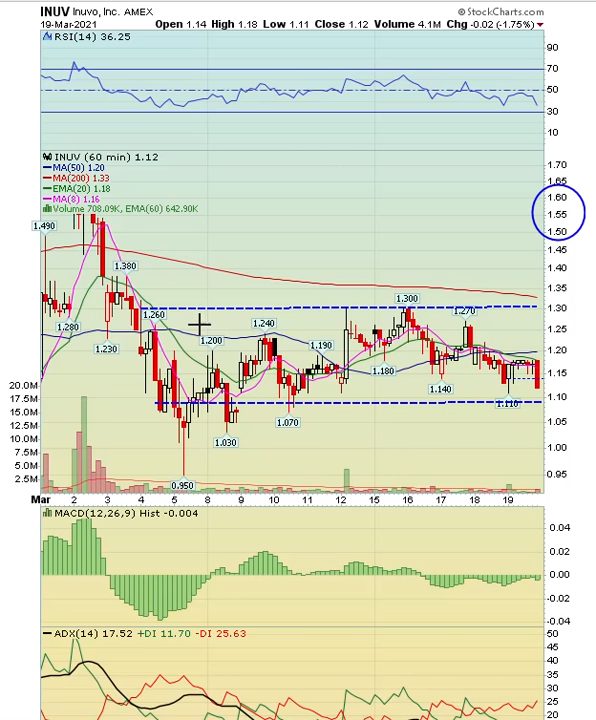 INUV Inuvo, Inc. AMEX © StockCharts.com
19-Mar-2021 Open 1.14 High 1.18 Low 1.11 Close 1.12 Volume 4.1M Chg -0.02 (-1.75%)
RSI(14) 36.25
90
70
50
30
10
INUV (60 min) 1.12
MA(50) 1.20
MA(200) 1.33
EMA(20) 1.18
MA(8) 1.16
Volume 708.09K, EMA(60) 642.90K
1.70
1.65
1.60
1.55
1.50
1.45
1.40
1.35
1.30
1.25
1.20
1.15
1.10
1.05
1.00
0.95
1.490
1.380
1.280
1.230
1.260
1.200
1.240
1.190
1.300
1.270
1.180
1.140
1.110
1.070
1.030
0.950
20.0M
17.5M
15.0M
12.5M
10.0M
7.5M
5.0M
2.5M
Mar 2 3 4 5 8 9 10 11 12 15 16 17 18 19
MACD(12,26,9) Hist -0.004
0.04
0.02
0.00
-0.02
-0.04
ADX(14) 17.52 +DI 11.70 -DI 25.63
50
45
40
35
30
25
20